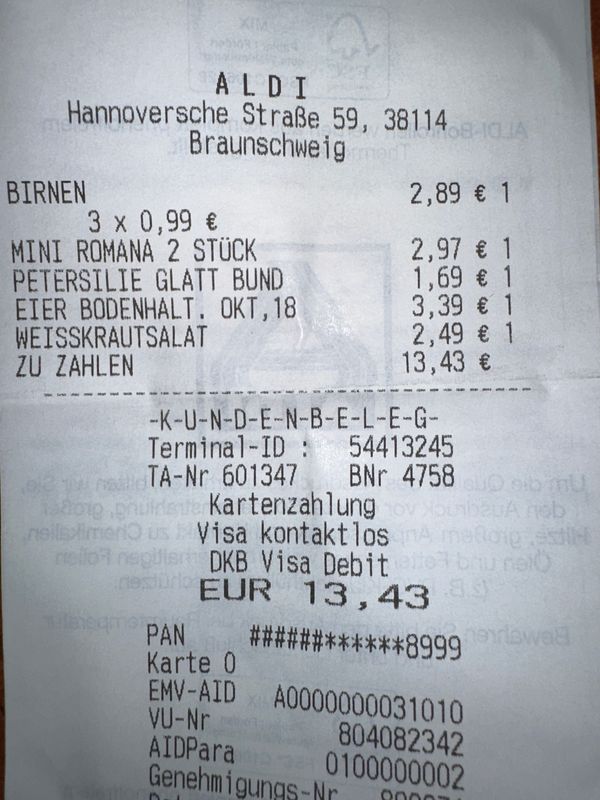 A L D I
Hannoversche Straße 59, 38114
Braunschweig
BIRNEN 2,89 € 1
3 x 0,99 €
MINI ROMANA 2 STÜCK 2,97 € 1
PETERSILIE GLATT BUND 1,69 € 1
EIER BODENHALT. OKT,18 3,39 € 1
WEISSKRAUTSALAT 2,49 € 1
ZU ZAHLEN 13,43 €
-K-U-N-D-E-N-B-E-L-E-G-
Terminal-ID : 54413245
TA-Nr 601347 BNr 4758
Kartenzahlung
Visa kontaktlos
DKB Visa Debit
EUR 13,43
PAN ######******8999
Karte 0
EMV-AID A0000000031010
VU-Nr 804082342
AIDPara 0100000002
Genehmigungs-Nr